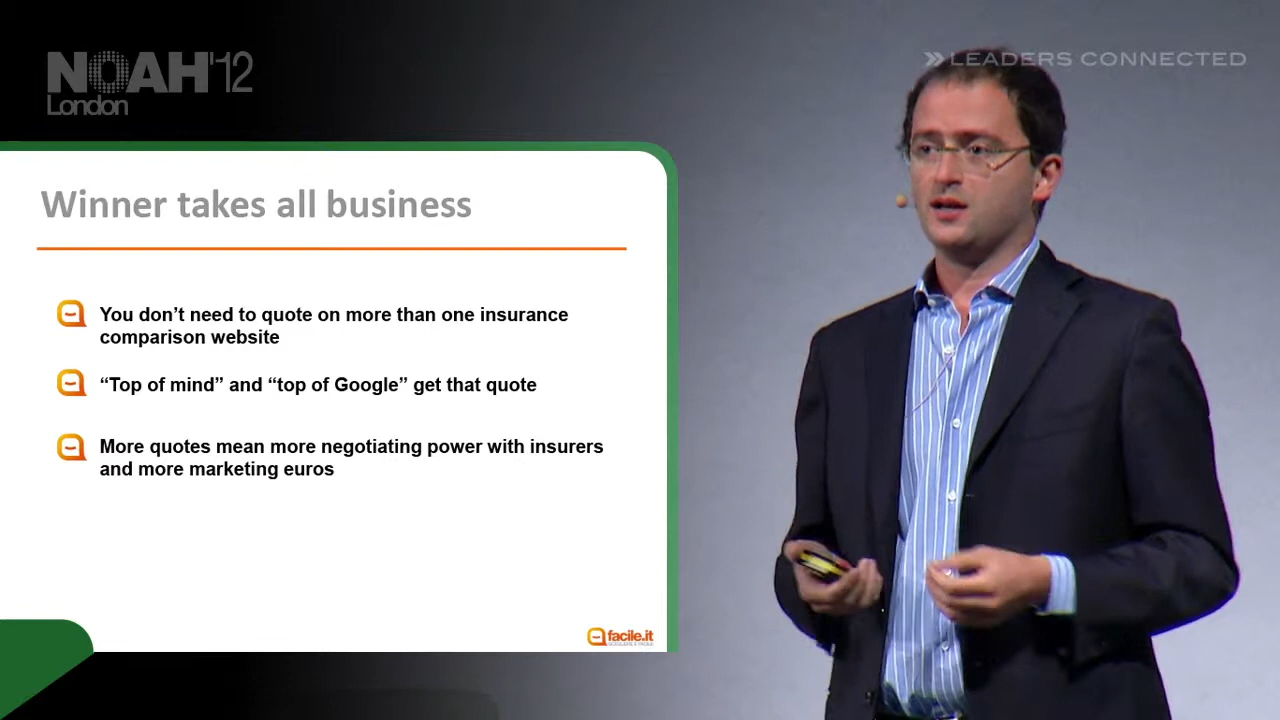 NOAH'12
London
LEADERS CONNECTED
Winner takes all business
You don’t need to quote on more than one insurance
comparison website
“Top of mind” and “top of Google” get that quote
More quotes mean more negotiating power with insurers
and more marketing euros
facile.it